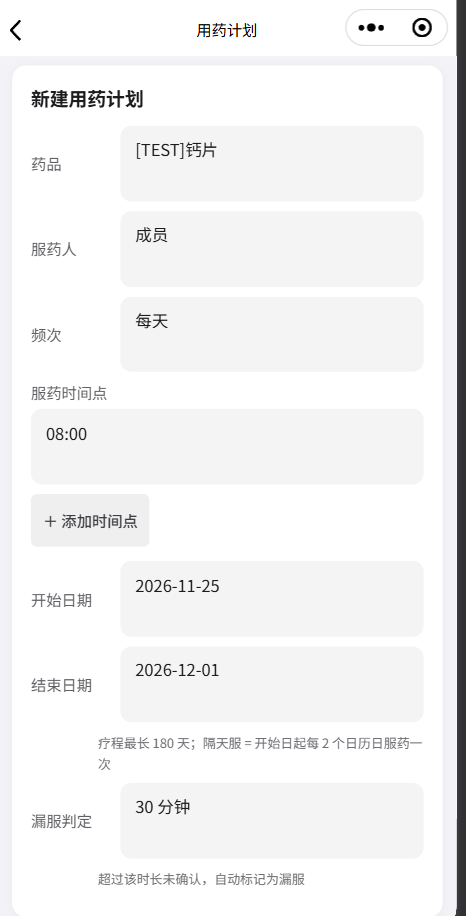 用药计划
新建用药计划
药品
[TEST]钙片
服药人
成员
频次
每天
服药时间点
08:00
＋ 添加时间点
开始日期
2026-11-25
结束日期
2026-12-01
疗程最长 180 天；隔天服 = 开始日起每 2 个日历日服药一
次
漏服判定
30 分钟
超过该时长未确认，自动标记为漏服